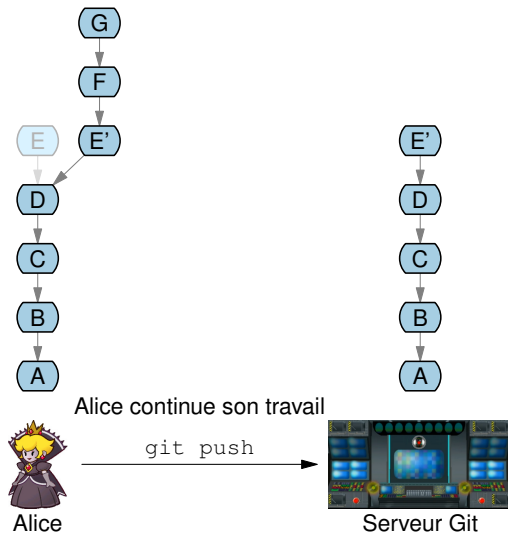 G
F
E E' E'
D D
C C
B B
A A
Alice continue son travail
git push
Alice Serveur Git